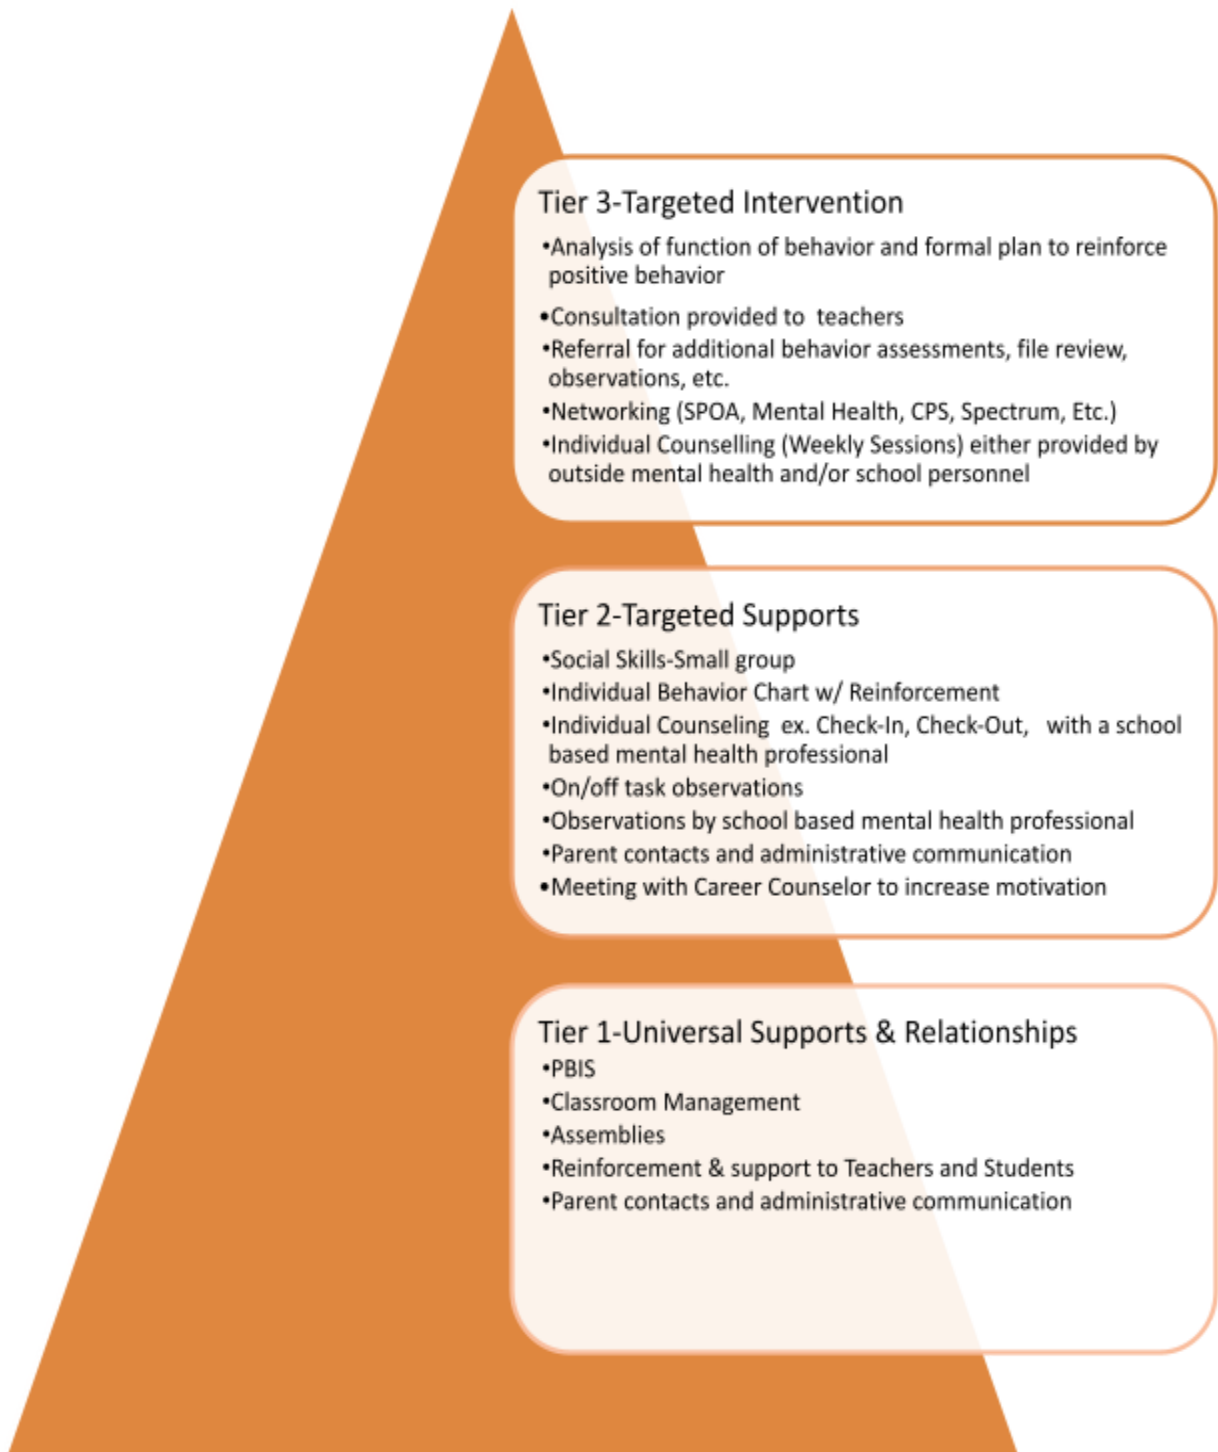 Tier 3-Targeted Intervention
•Analysis of function of behavior and formal plan to reinforce
positive behavior
•Consultation provided to  teachers
•Referral for additional behavior assessments, file review,
observations, etc.
•Networking (SPOA, Mental Health, CPS, Spectrum, Etc.)
•Individual Counselling (Weekly Sessions) either provided by
outside mental health and/or school personnel
Tier 2-Targeted Supports
•Social Skills-Small group
•Individual Behavior Chart w/ Reinforcement
•Individual Counseling  ex. Check-In, Check-Out,   with a school
based mental health professional
•On/off task observations
•Observations by school based mental health professional
•Parent contacts and administrative communication
•Meeting with Career Counselor to increase motivation
Tier 1-Universal Supports & Relationships
•PBIS
•Classroom Management
•Assemblies
•Reinforcement & support to Teachers and Students
•Parent contacts and administrative communication